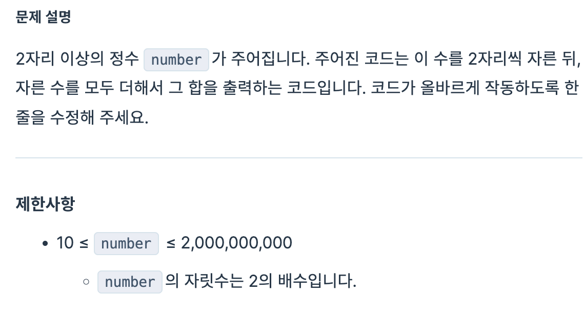 문제 설명
2자리 이상의 정수 number 가 주어집니다. 주어진 코드는 이 수를 2자리씩 자른 뒤,
자른 수를 모두 더해서 그 합을 출력하는 코드입니다. 코드가 올바르게 작동하도록 한
줄을 수정해 주세요.
제한사항
• 10 ≤ number ≤ 2,000,000,000
○ number 의 자릿수는 2의 배수입니다.